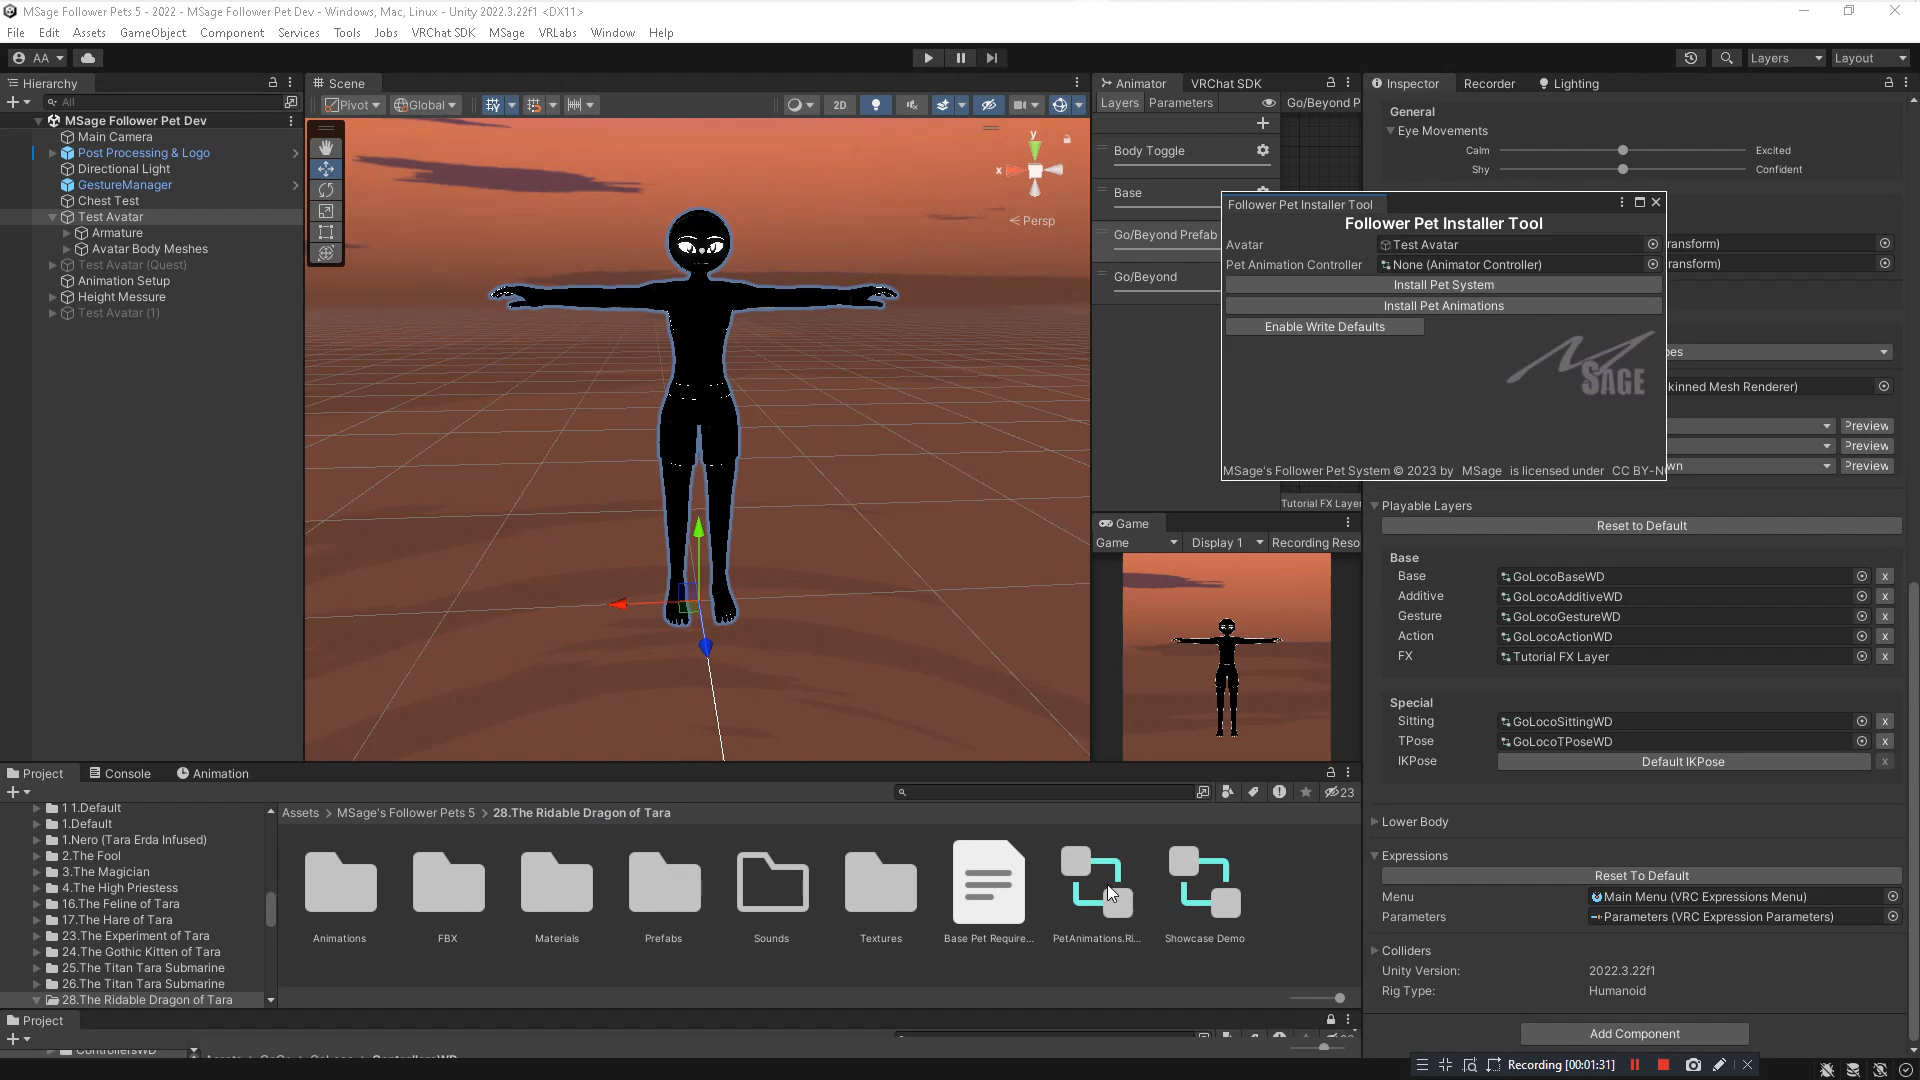 MSage Follower Pets 5 - 2022 - MSage Follower Pet Dev - Windows, Mac, Linux - Unity 2022.3.22f1 <DX11>
File Edit Assets GameObject Component Services Tools Jobs VRChat SDK MSage VRLabs Window Help
AA Layers Layout
Hierarchy
All
MSage Follower Pet Dev
Main Camera
Post Processing & Logo
Directional Light
GestureManager
Chest Test
Test Avatar
Armature
Avatar Body Meshes
Test Avatar (Quest)
Animation Setup
Height Messure
Test Avatar (1)
Scene
Pivot Global 2D
y
x
Persp
Animator VRChat SDK
Layers Parameters Go/Beyond P
Body Toggle
Base
Go/Beyond Prefab
Go/Beyond
Tutorial FX Layer
Game
Game Display 1 Recording Reso
Follower Pet Installer Tool
Follower Pet Installer Tool
Avatar Test Avatar
Pet Animation Controller None (Animator Controller)
Install Pet System
Install Pet Animations
Enable Write Defaults
SAGE
MSage's Follower Pet System © 2023 by MSage is licensed under CC BY-N
Inspector Recorder Lighting
General
Eye Movements
Calm Excited
Shy Confident
ransform)
ransform)
pes
kinned Mesh Renderer)
Preview
Preview
wn Preview
Playable Layers
Reset to Default
Base
Base GoLocoBaseWD x
Additive GoLocoAdditiveWD x
Gesture GoLocoGestureWD x
Action GoLocoActionWD x
FX Tutorial FX Layer x
Special
Sitting GoLocoSittingWD x
TPose GoLocoTPoseWD x
IKPose Default IKPose x
Lower Body
Expressions
Reset To Default
Menu Main Menu (VRC Expressions Menu)
Parameters Parameters (VRC Expression Parameters)
Colliders
Unity Version: 2022.3.22f1
Rig Type: Humanoid
Add Component
Project Console Animation
23
1 1.Default
1.Default
1.Nero (Tara Erda Infused)
2.The Fool
3.The Magician
4.The High Priestess
16.The Feline of Tara
17.The Hare of Tara
23.The Experiment of Tara
24.The Gothic Kitten of Tara
25.The Titan Tara Submarine
26.The Titan Tara Submarine
28.The Ridable Dragon of Tara
Assets > MSage's Follower Pets 5 > 28.The Ridable Dragon of Tara
Animations FBX Materials Prefabs Sounds Textures Base Pet Require... PetAnimations.Ri... Showcase Demo
Project
ControllersWD
Recording [00:01:31]